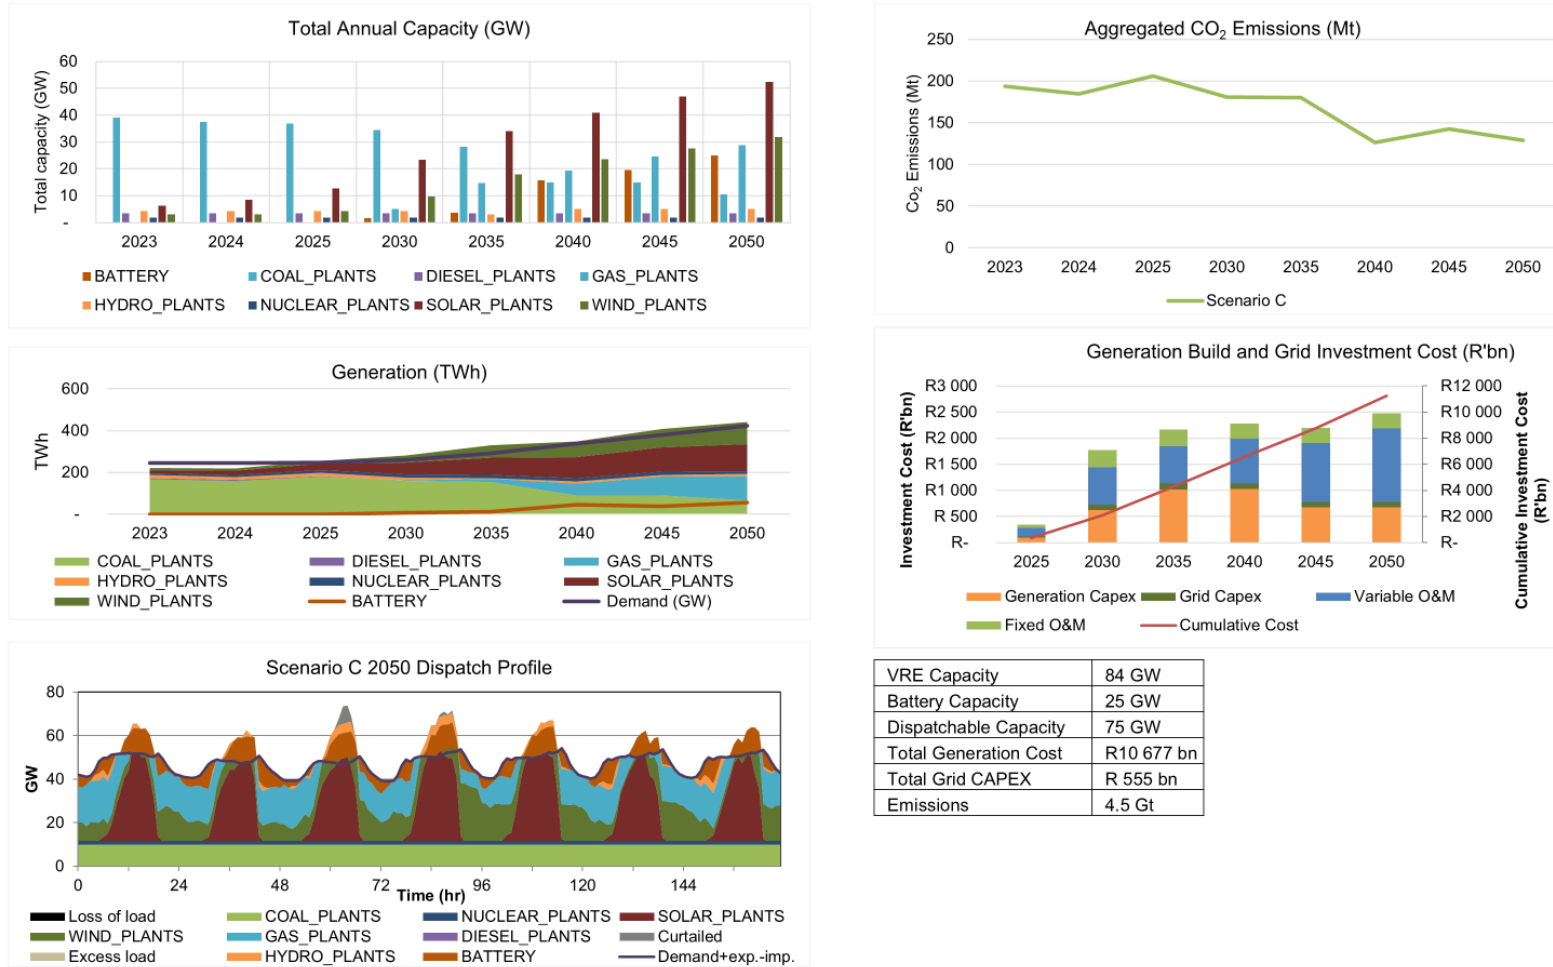 Total Annual Capacity (GW)
Total capacity (GW)
60
50
40
30
20
10
-
2023 2024 2025 2030 2035 2040 2045 2050
BATTERY COAL_PLANTS DIESEL_PLANTS GAS_PLANTS
HYDRO_PLANTS NUCLEAR_PLANTS SOLAR_PLANTS WIND_PLANTS
Aggregated CO2 Emissions (Mt)
Co2 Emissions (Mt)
250
200
150
100
50
0
2023 2024 2025 2030 2035 2040 2045 2050
Scenario C
Generation (TWh)
TWh
600
400
200
-
2023 2024 2025 2030 2035 2040 2045 2050
COAL_PLANTS DIESEL_PLANTS GAS_PLANTS
HYDRO_PLANTS NUCLEAR_PLANTS SOLAR_PLANTS
WIND_PLANTS BATTERY Demand (GW)
Generation Build and Grid Investment Cost (R'bn)
Investment Cost (R'bn)
R3 000 R12 000
R2 500 R10 000
R2 000 R8 000
R1 500 R6 000
R1 000 R4 000
R 500 R2 000
R- R-
Cumulative Investment Cost
(R'bn)
2025 2030 2035 2040 2045 2050
Generation Capex Grid Capex Variable O&M
Fixed O&M Cumulative Cost
Scenario C 2050 Dispatch Profile
GW
80
60
40
20
0
0 24 48 72 96 120 144
Time (hr)
Loss of load COAL_PLANTS NUCLEAR_PLANTS SOLAR_PLANTS
WIND_PLANTS GAS_PLANTS DIESEL_PLANTS Curtailed
Excess load HYDRO_PLANTS BATTERY Demand+exp.-imp.
VRE Capacity 84 GW
Battery Capacity 25 GW
Dispatchable Capacity 75 GW
Total Generation Cost R10 677 bn
Total Grid CAPEX R 555 bn
Emissions 4.5 Gt